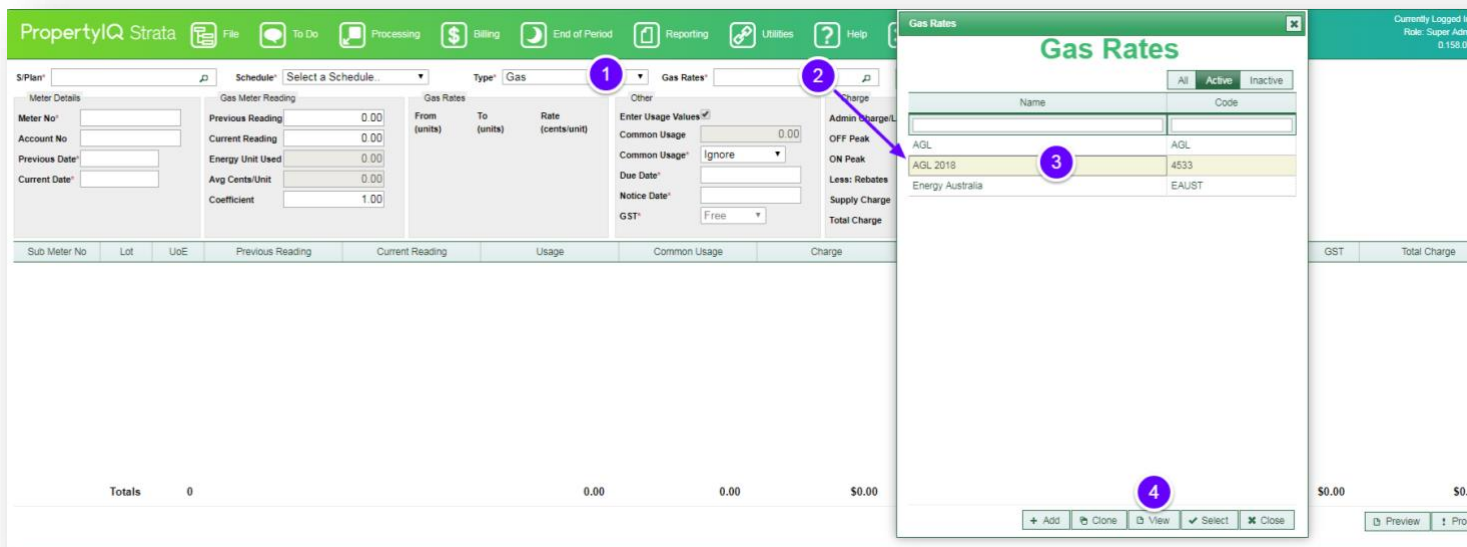 PropertyIQ Strata File To Do Processing Billing End of Period Reporting Utilities Help
Currently Logged In
Role: Super Adm
0.158.0
S/Plan* Schedule* Select a Schedule.. Type* Gas 1 Gas Rates* 2
Meter Details
Meter No*
Account No
Previous Date*
Current Date*
Gas Meter Reading
Previous Reading 0.00
Current Reading 0.00
Energy Unit Used 0.00
Avg Cents/Unit 0.00
Coefficient 1.00
Gas Rates
From To Rate
(units) (units) (cents/unit)
Other
Enter Usage Values
Common Usage 0.00
Common Usage* Ignore
Due Date*
Notice Date*
GST* Free
Charge
Admin Charge/L
OFF Peak
ON Peak
Less: Rebates
Supply Charge
Total Charge
Sub Meter No Lot UoE Previous Reading Current Reading Usage Common Usage Charge GST Total Charge
Totals 0 0.00 0.00 $0.00 $0.00 $0.
Preview ! Pro
Gas Rates
Gas Rates
All Active Inactive
Name Code
AGL AGL
AGL 2018 3 4533
Energy Australia EAUST
4
+ Add Clone View Select Close